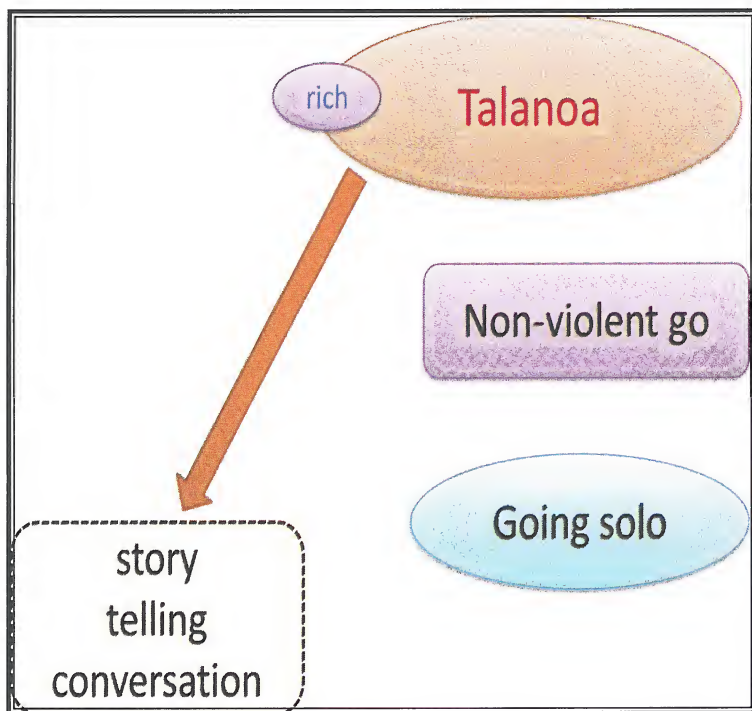 rich
Talanoa
Non-violent go
Going solo
story
telling
conversation